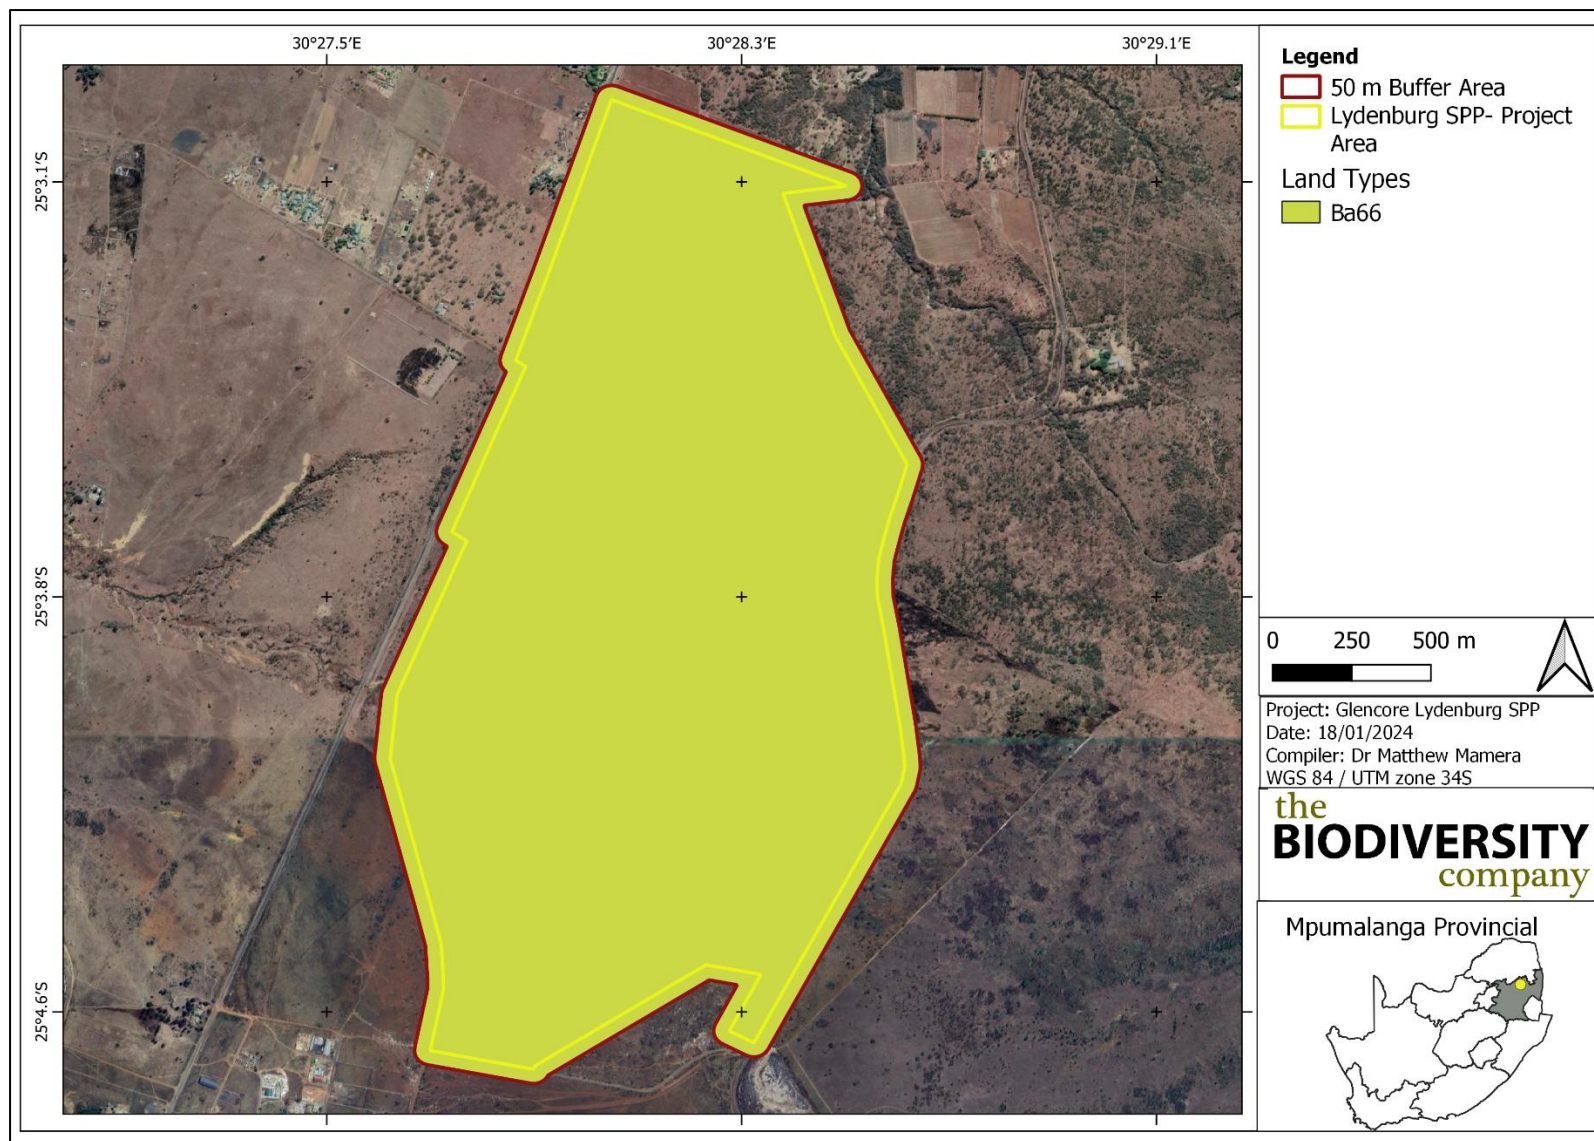 30°27.5'E 30°28.3'E 30°29.1'E
25°3.1'S
25°3.8'S
25°4.6'S
Legend
50 m Buffer Area
Lydenburg SPP- Project
Area
Land Types
Ba66
0 250 500 m
Project: Glencore Lydenburg SPP
Date: 18/01/2024
Compiler: Dr Matthew Mamera
WGS 84 / UTM zone 34S
the
BIODIVERSITY
company
Mpumalanga Provincial